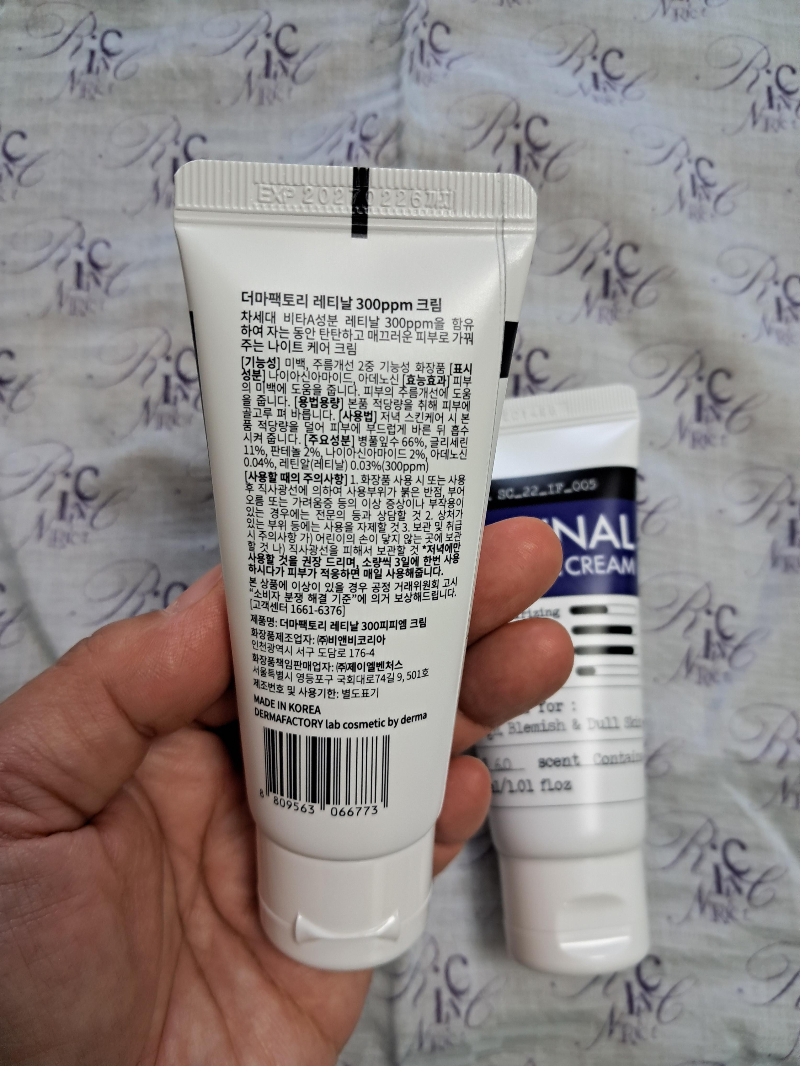 EXP 20270226까지
더마팩토리 레티날 300ppm 크림
차세대 비타A성분 레티날 300ppm을 함유
하여 자는 동안 탄탄하고 매끄러운 피부로 가꿔
주는 나이트 케어 크림
[기능성] 미백, 주름개선 2중 기능성 화장품 [표시
성분] 나이아신아마이드, 아데노신 [효능효과] 피부
의 미백에 도움을 줍니다. 피부의 주름개선에 도움
을 줍니다. [용법용량] 본품 적당량을 취해 피부에
골고루 펴 바릅니다. [사용법] 저녁 스킨케어 시 본
품 적당량을 덜어 피부에 부드럽게 바른 뒤 흡수
시켜 줍니다. [주요성분] 병풀잎수 66%, 글리세린
11%, 판테놀 2%, 나이아신아마이드 2%, 아데노신
0.04%, 레틴알(레티날) 0.03%(300ppm)
[사용할 때의 주의사항] 1. 화장품 사용 시 또는 사용
후 직사광선에 의하여 사용부위가 붉은 반점, 부어
오름 또는 가려움증 등의 이상 증상이나 부작용이
있는 경우에는 전문의 등과 상담할 것 2. 상처가
있는 부위 등에는 사용을 자제할 것 3. 보관 및 취급
시 주의사항 가) 어린이의 손이 닿지 않는 곳에 보관
할 것 나) 직사광선을 피해서 보관할 것 *저녁에만
사용할 것을 권장 드리며, 소량씩 3일에 한번 사용
하시다가 피부가 적응하면 매일 사용해주세요.
본 상품에 이상이 있을 경우 공정 거래위원회 고시
"소비자 분쟁 해결 기준"에 의거 보상해드립니다.
[고객센터 1661-6376]
제품명: 더마팩토리 레티날 300피피엠 크림
화장품제조업자: ㈜비앤비코리아
인천광역시 서구 도담로 176-4
화장품책임판매업자: ㈜제이엘벤처스
서울특별시 영등포구 국회대로74길 9, 501호
제조번호 및 사용기한: 별도표기
MADE IN KOREA
DERMAFACTORY lab cosmetic by derma
8 809563 066773
SC_22_IF_005
NAL
CREAM
for :
Blemish & Dull Skin
scent Contain
/1.01 floz